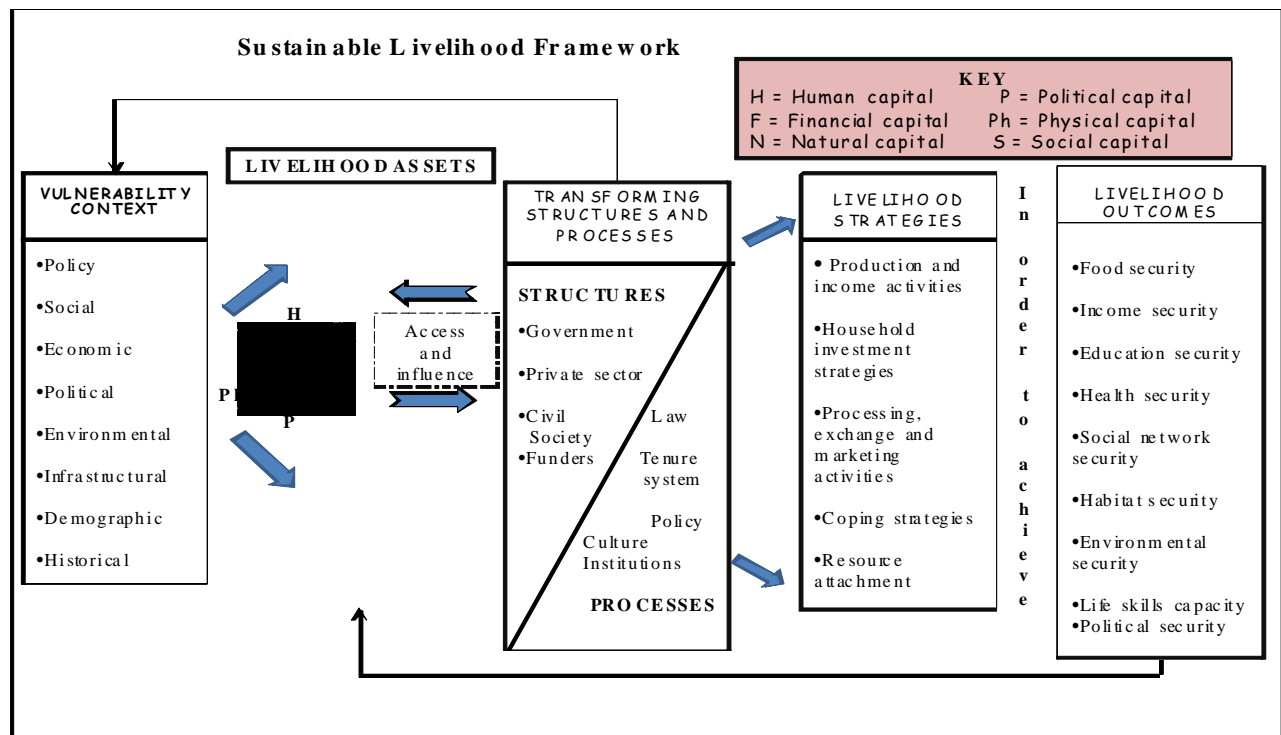 Sustainable Livelihood Framework
KEY
H = Human capital P = Political capital
F = Financial capital Ph = Physical capital
N = Natural capital S = Social capital
LIVELIHOOD ASSETS
VULNERABILITY
CONTEXT
•Policy
•Social
•Economic
•Political
•Environmental
•Infrastructural
•Demographic
•Historical
H
P
Access
and
influence
TRANSFORMING
STRUCTURES AND
PROCESSES
STRUCTURES
•Government
•Private sector
•Civil
Society
•Funders
Law
Tenure
system
Policy
Culture
Institutions
PROCESSES
LIVELIHOOD
STRATEGIES
• Production and
income activities
•Household
investment
strategies
•Processing,
exchange and
marketing
activities
•Coping strategies
•Resource
attachment
In order to achieve
LIVELIHOOD
OUTCOMES
•Food security
•Income security
•Education security
•Health security
•Social network
security
•Habitat security
•Environmental
security
•Life skills capacity
•Political security